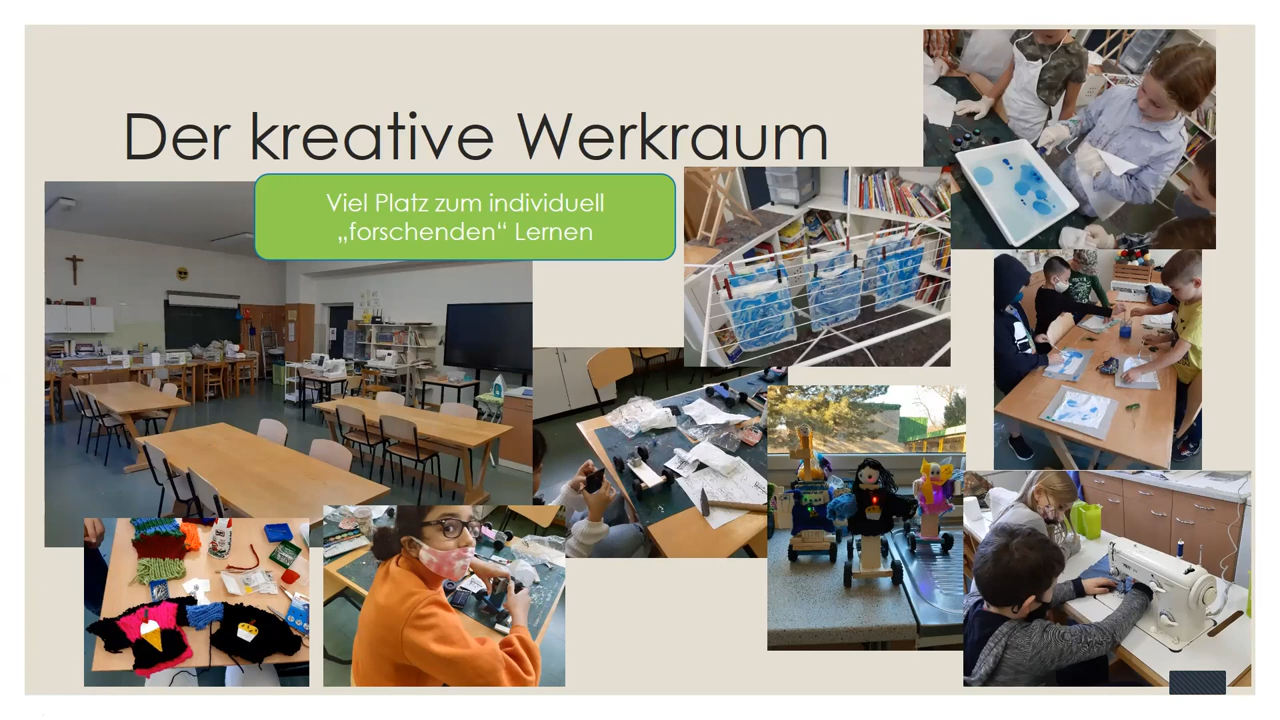 Der kreative Werkraum
Viel Platz zum individuell
„forschenden“ Lernen